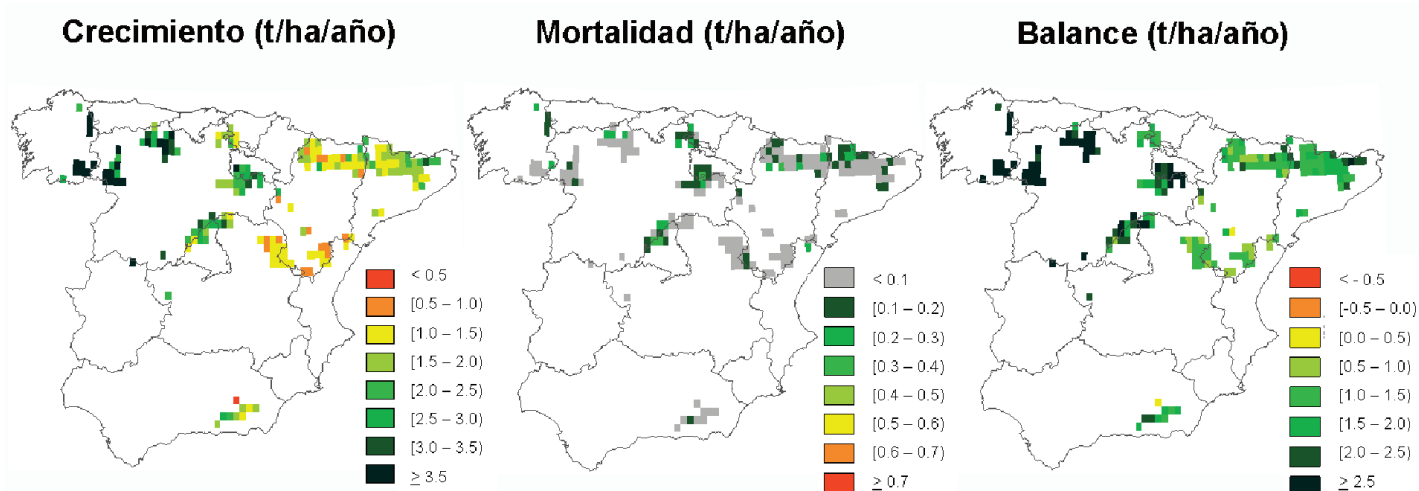 Crecimiento (t/ha/año)
Mortalidad (t/ha/año)
Balance (t/ha/año)
< 0.5
[0.5 – 1.0)
[1.0 – 1.5)
[1.5 – 2.0)
[2.0 – 2.5)
[2.5 – 3.0)
[3.0 – 3.5)
≥ 3.5
< 0.1
[0.1 – 0.2)
[0.2 – 0.3)
[0.3 – 0.4)
[0.4 – 0.5)
[0.5 – 0.6)
[0.6 – 0.7)
≥ 0.7
< - 0.5
[-0.5 – 0.0)
[0.0 – 0.5)
[0.5 – 1.0)
[1.0 – 1.5)
[1.5 – 2.0)
[2.0 – 2.5)
≥ 2.5